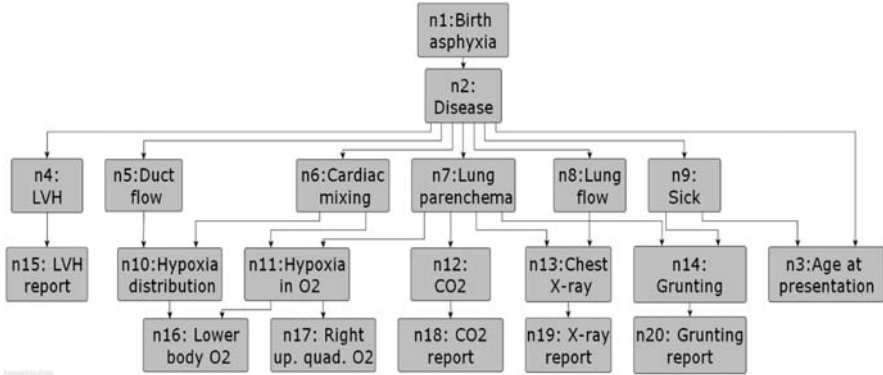 n1:Birth
asphyxia
n2:
Disease
n4:
LVH
n5:Duct
flow
n6:Cardiac
mixing
n7:Lung
parenchema
n8:Lung
flow
n9:
Sick
n15: LVH
report
n10:Hypoxia
distribution
n11:Hypoxia
in O2
n12:
CO2
n13:Chest
X-ray
n14:
Grunting
n3:Age at
presentation
n16: Lower
body O2
n17: Right
up. quad. O2
n18: CO2
report
n19: X-ray
report
n20: Grunting
report